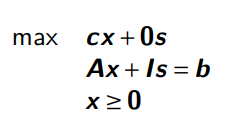 max cx + 0s
Ax + Is = b
x ≥ 0